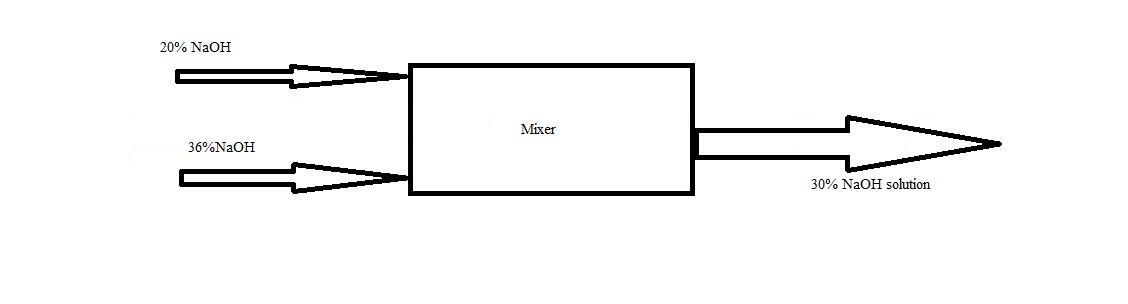 20% NaOH
36%NaOH
Mixer
30% NaOH solution